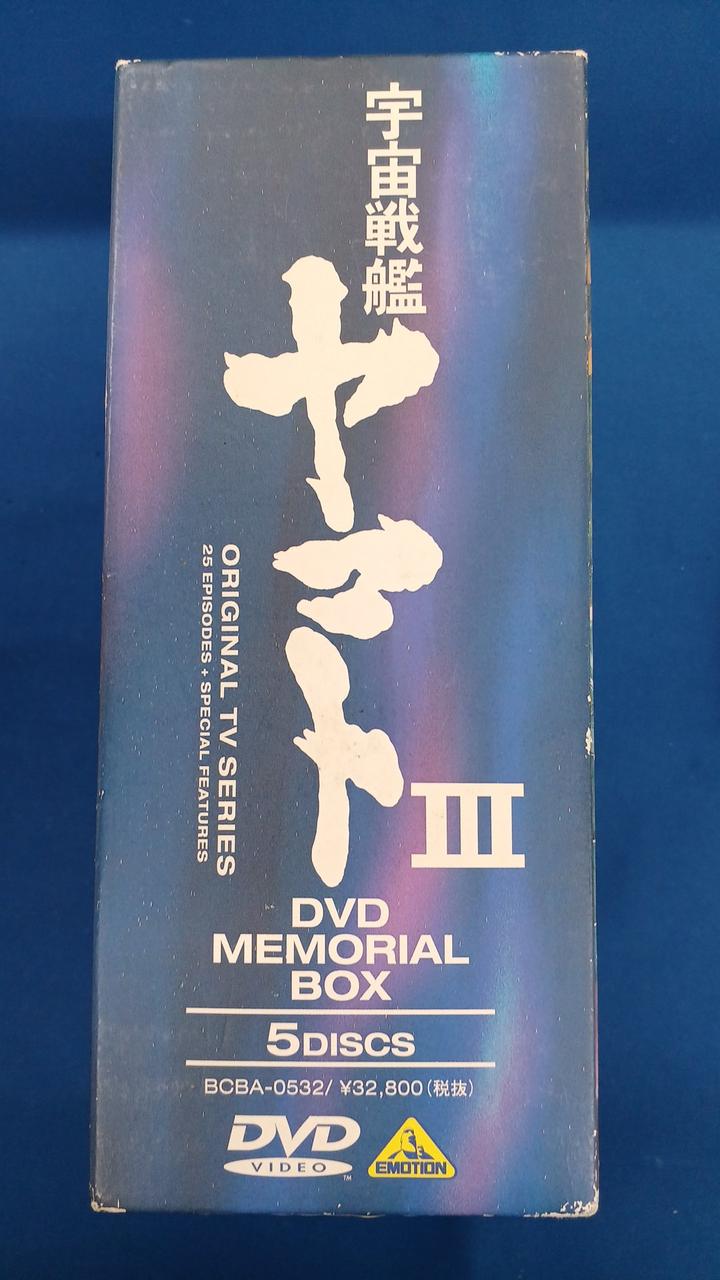 宇宙戦艦
ヤマト
III
ORIGINAL TV SERIES
25 EPISODES + SPECIAL FEATURES
DVD
MEMORIAL
BOX
5DISCS
BCBA-0532/ ¥32,800(税抜)
DVD
VIDEO
TM
EMOTION